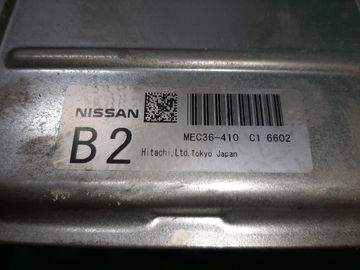 NISSAN
B2
MEC36-410 C1 6602
Hitachi,Ltd.Tokyo Japan